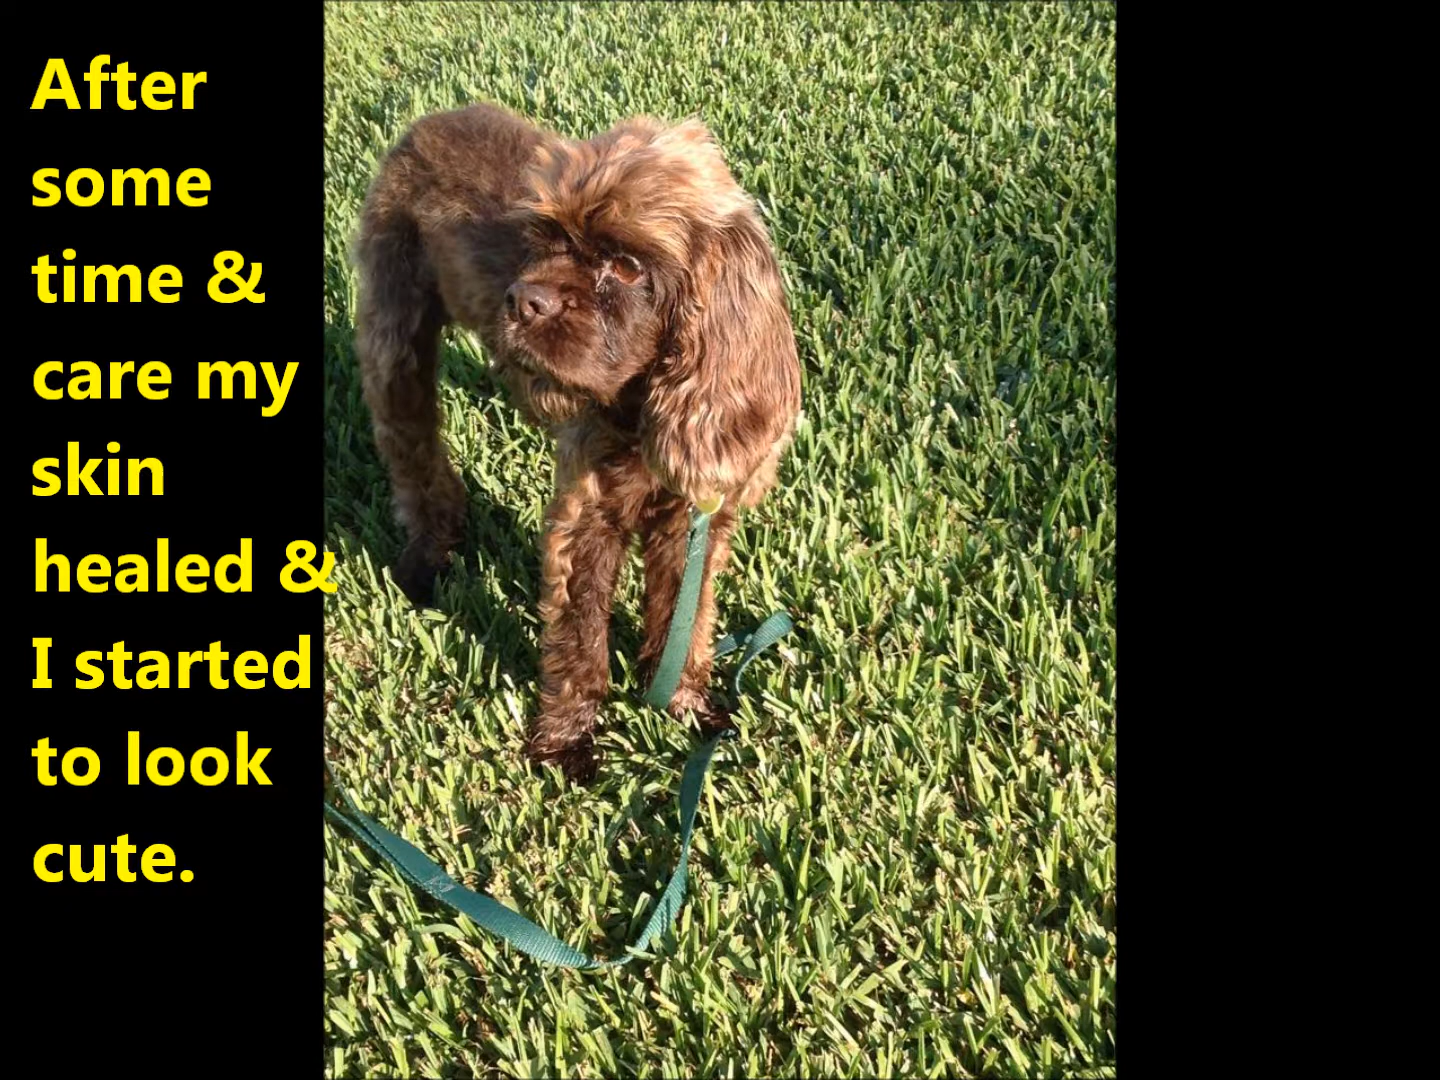 After
some
time &
care my
skin
healed &
I started
to look
cute.